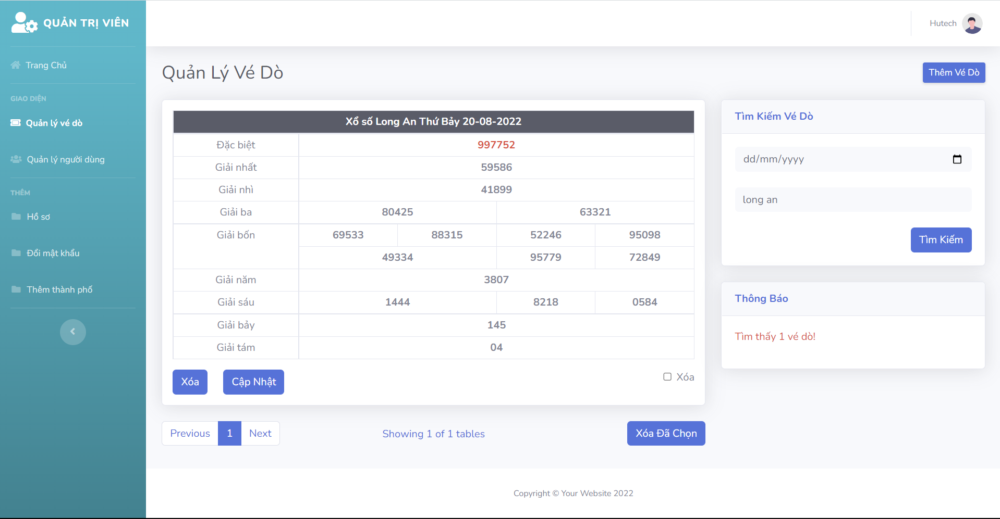 QUẢN TRỊ VIÊN
Trang Chủ
GIAO DIỆN
Quản lý vé dò
Quản lý người dùng
THÊM
Hồ sơ
Đổi mật khẩu
Thêm thành phố
Hutech
Quản Lý Vé Dò
Thêm Vé Dò
Xổ số Long An Thứ Bảy 20-08-2022
Đặc biệt 997752
Giải nhất 59586
Giải nhì 41899
Giải ba 80425 63321
Giải bốn 69533 88315 52246 95098
49334 95779 72849
Giải năm 3807
Giải sáu 1444 8218 0584
Giải bảy 145
Giải tám 04
Xóa Cập Nhật Xóa
Previous 1 Next Showing 1 of 1 tables Xóa Đã Chọn
Tìm Kiếm Vé Dò
dd/mm/yyyy
long an
Tìm Kiếm
Thông Báo
Tìm thấy 1 vé dò!
Copyright © Your Website 2022